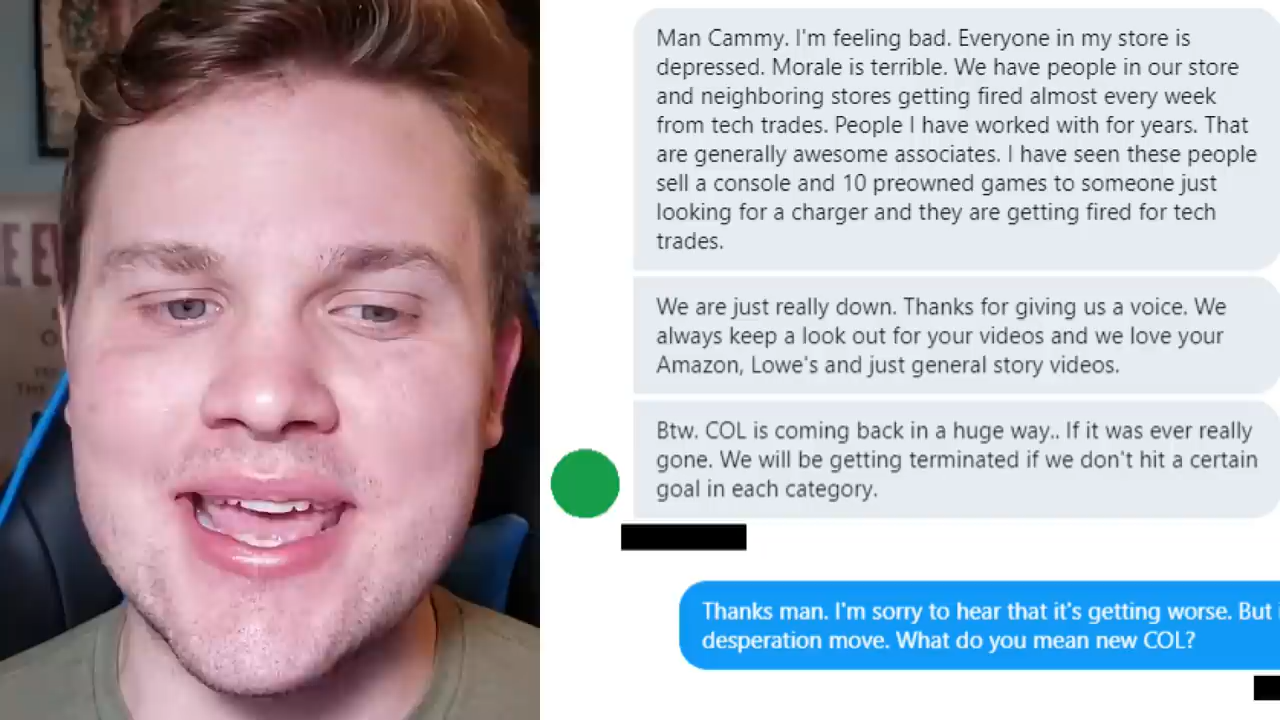 Man Cammy. I'm feeling bad. Everyone in my store is
depressed. Morale is terrible. We have people in our store
and neighboring stores getting fired almost every week
from tech trades. People I have worked with for years. That
are generally awesome associates. I have seen these people
sell a console and 10 preowned games to someone just
looking for a charger and they are getting fired for tech
trades.
We are just really down. Thanks for giving us a voice. We
always keep a look out for your videos and we love your
Amazon, Lowe's and just general story videos.
Btw. COL is coming back in a huge way.. If it was ever really
gone. We will be getting terminated if we don't hit a certain
goal in each category.
Thanks man. I'm sorry to hear that it's getting worse. But
desperation move. What do you mean new COL?